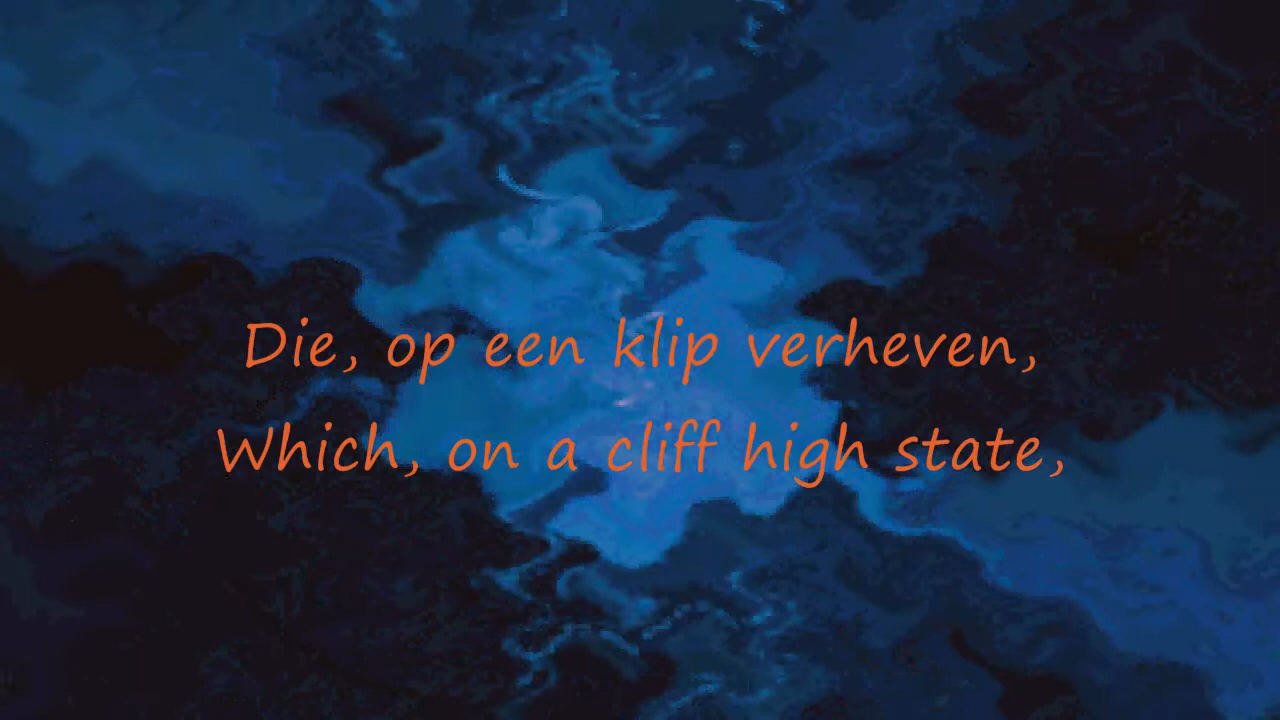 Die, op een klip verheven,
Which, on a cliff high state,